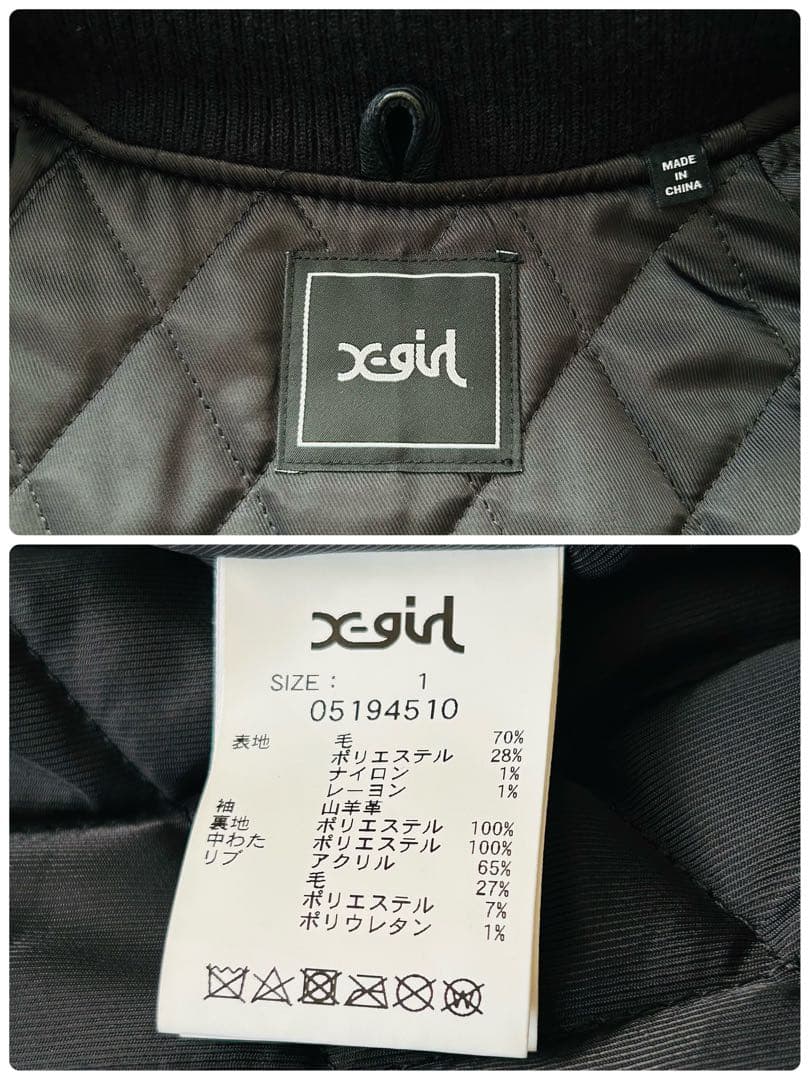 MADE
IN
CHINA
X-girl
X-girl
SIZE : 1
05194510
表地 毛 70%
ポリエステル 28%
ナイロン 1%
レーヨン 1%
袖 山羊革
裏地 ポリエステル 100%
中わた ポリエステル 100%
リブ アクリル 65%
毛 27%
ポリエステル 7%
ポリウレタン 1%
W